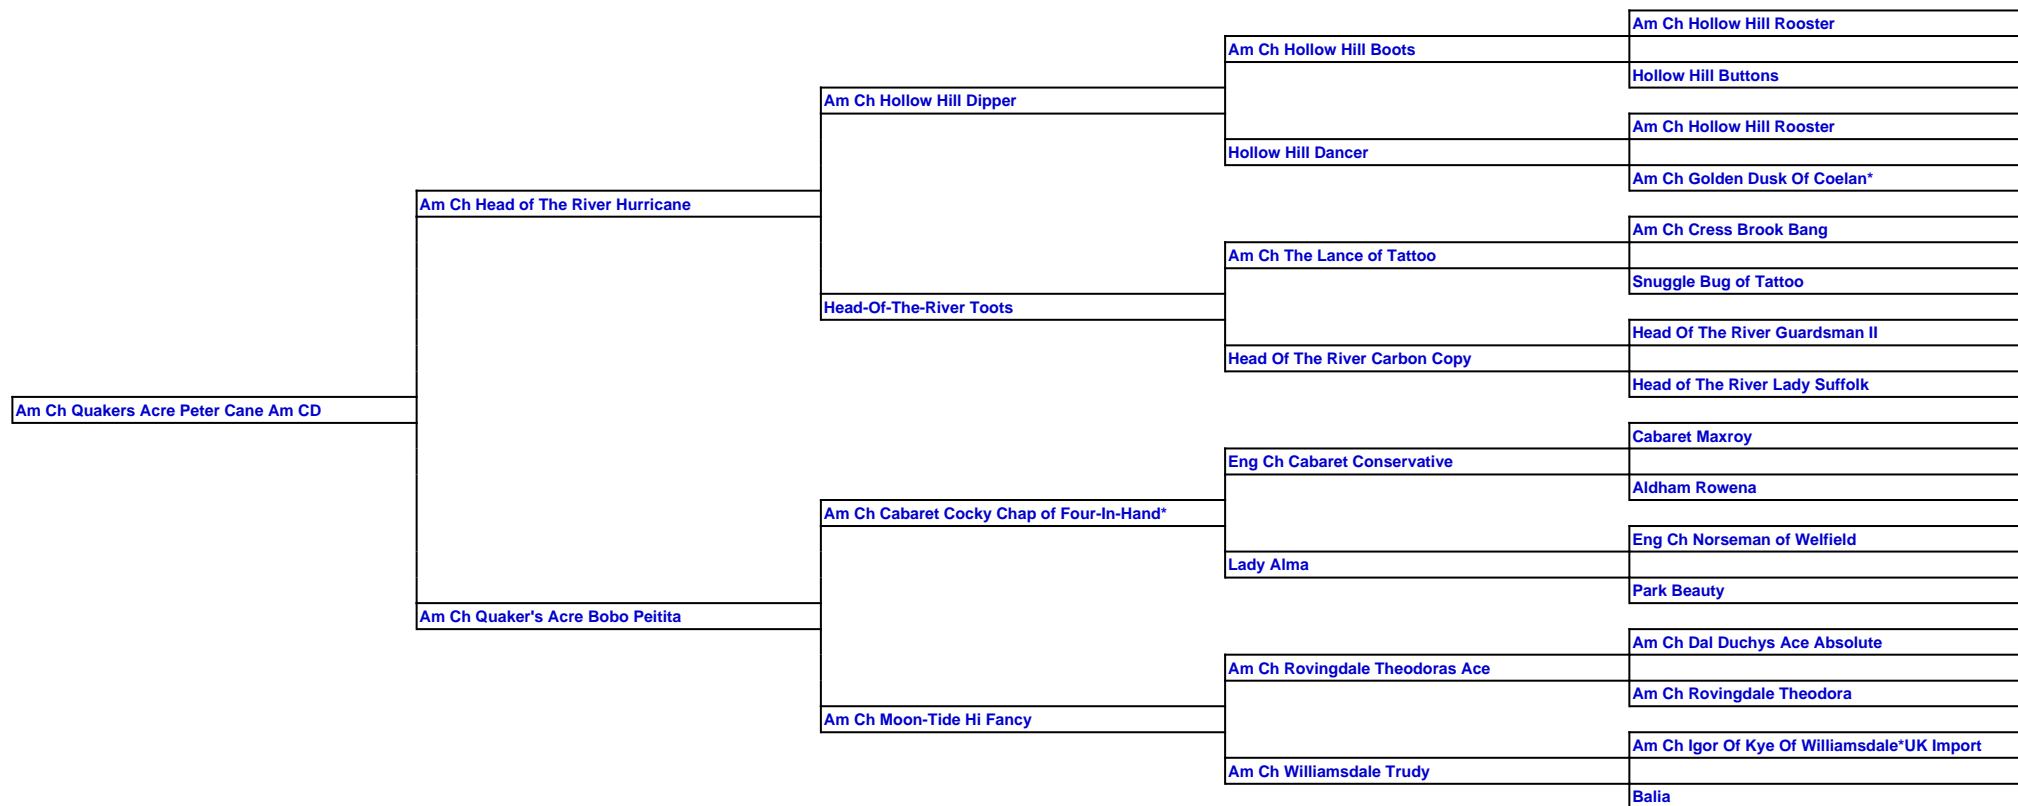 Am Ch Hollow Hill Rooster
Am Ch Hollow Hill Boots
Hollow Hill Buttons
Am Ch Hollow Hill Dipper
Am Ch Hollow Hill Rooster
Hollow Hill Dancer
Am Ch Golden Dusk Of Coelan*
Am Ch Head of The River Hurricane
Am Ch Cress Brook Bang
Am Ch The Lance of Tattoo
Snuggle Bug of Tattoo
Head-Of-The-River Toots
Head Of The River Guardsman II
Head Of The River Carbon Copy
Head of The River Lady Suffolk
Am Ch Quakers Acre Peter Cane Am CD
Cabaret Maxroy
Eng Ch Cabaret Conservative
Aldham Rowena
Am Ch Cabaret Cocky Chap of Four-In-Hand*
Eng Ch Norseman of Welfield
Lady Alma
Park Beauty
Am Ch Quaker's Acre Bobo Peitita
Am Ch Dal Duchys Ace Absolute
Am Ch Rovingdale Theodoras Ace
Am Ch Rovingdale Theodora
Am Ch Moon-Tide Hi Fancy
Am Ch Igor Of Kye Of Williamsdale*UK Import
Am Ch Williamsdale Trudy
Balia